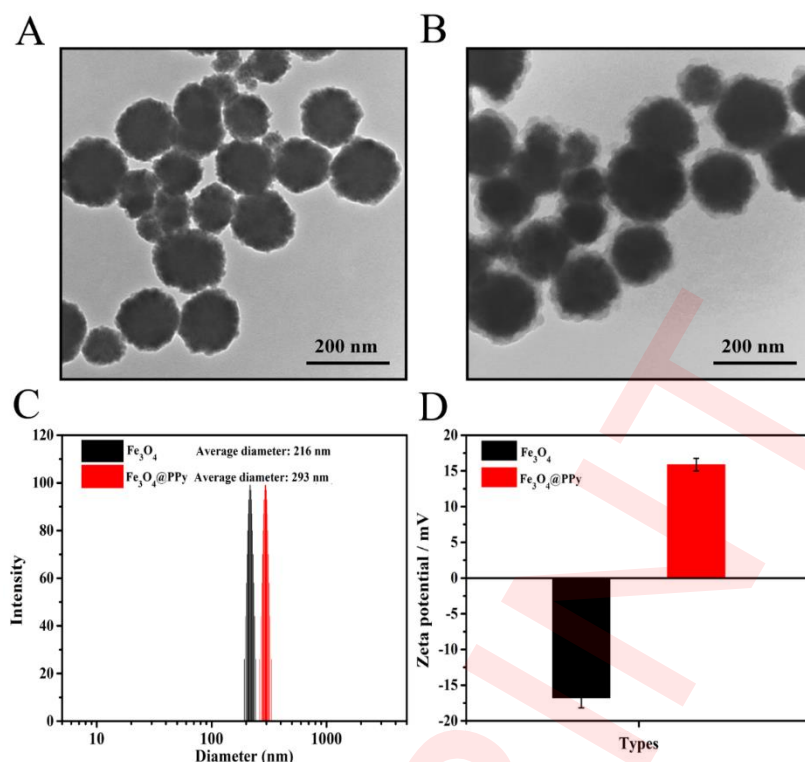 A
B
200 nm
200 nm
C
D
120
100
80
60
40
20
0
Intensity
Fe₃O₄ Average diameter: 216 nm
Fe₃O₄@PPy Average diameter: 293 nm
10 100 1000
Diameter (nm)
20
15
10
5
0
-5
-10
-15
-20
Zeta potential / mV
Fe₃O₄
Fe₃O₄@PPy
Types